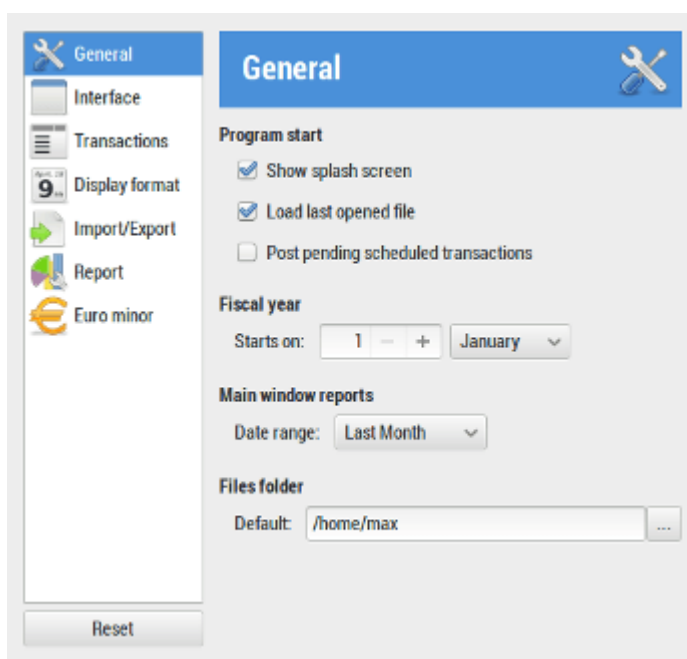 General
Interface
Transactions
Display format
Import/Export
Report
Euro minor
Reset
General
Program start
Show splash screen
Load last opened file
Post pending scheduled transactions
Fiscal year
Starts on: 1 − + January
Main window reports
Date range: Last Month
Files folder
Default: /home/max ...